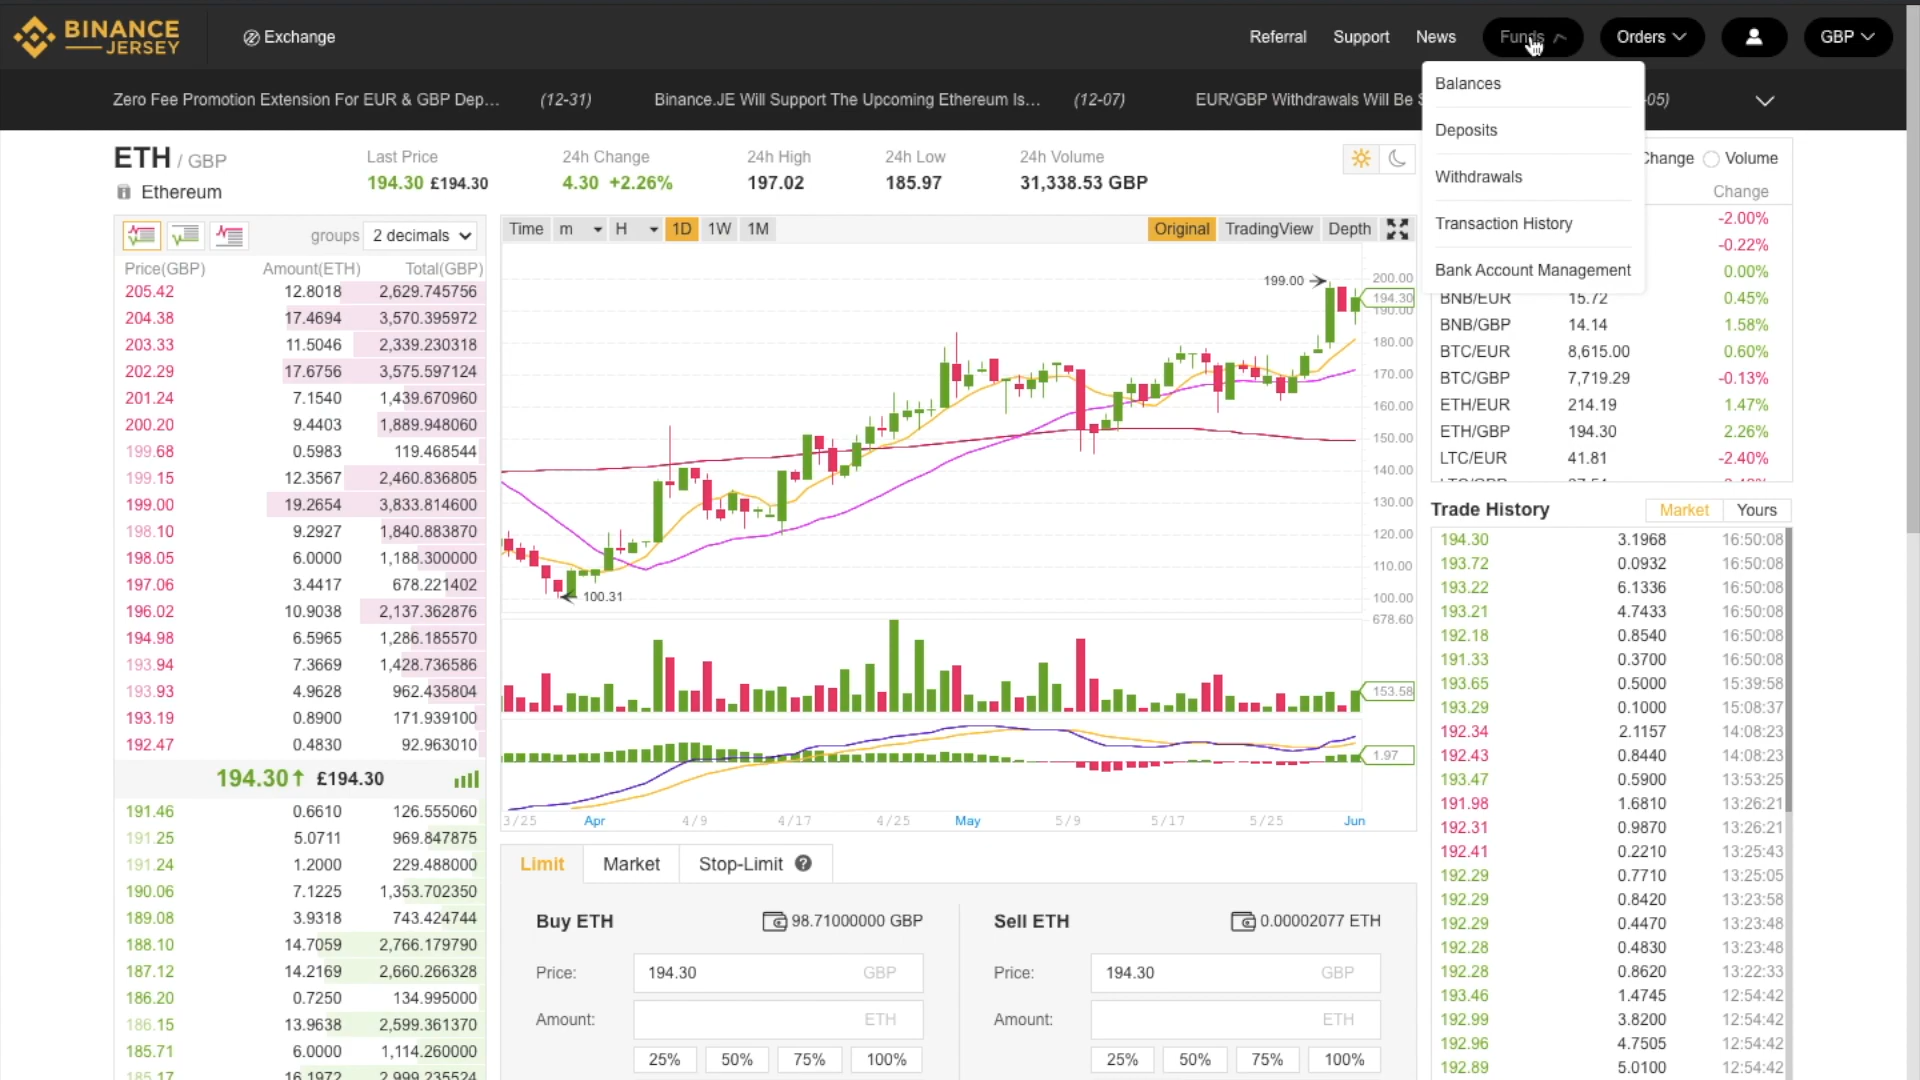 BINANCE
JERSEY
Exchange
Referral
Support
News
Funds
Orders
GBP
Zero Fee Promotion Extension For EUR & GBP Dep...
(12-31)
Binance.JE Will Support The Upcoming Ethereum Is...
(12-07)
EUR/GBP Withdrawals Will Be
-05)
Balances
Deposits
Withdrawals
Transaction History
Bank Account Management
ETH / GBP
Ethereum
Last Price
194.30 £194.30
24h Change
4.30 +2.26%
24h High
197.02
24h Low
185.97
24h Volume
31,338.53 GBP
groups 2 decimals
Price(GBP) Amount(ETH) Total(GBP)
205.42 12.8018 2,629.745756
204.38 17.4694 3,570.395972
203.33 11.5046 2,339.230318
202.29 17.6756 3,575.597124
201.24 7.1540 1,439.670960
200.20 9.4403 1,889.948060
199.68 0.5983 119.468544
199.15 12.3567 2,460.836805
199.00 19.2654 3,833.814600
198.10 9.2927 1,840.883870
198.05 6.0000 1,188.300000
197.06 3.4417 678.221402
196.02 10.9038 2,137.362876
194.98 6.5965 1,286.185570
193.94 7.3669 1,428.736586
193.93 4.9628 962.435804
193.19 0.8900 171.939100
192.47 0.4830 92.963010
194.30↑ £194.30
191.46 0.6610 126.555060
191.25 5.0711 969.847875
191.24 1.2000 229.488000
190.06 7.1225 1,353.702350
189.08 3.9318 743.424744
188.10 14.7059 2,766.179790
187.12 14.2169 2,660.266328
186.20 0.7250 134.995000
186.15 13.9638 2,599.361370
185.71 6.0000 1,114.260000
185.17 16.1972 2,999.235524
Time m H 1D 1W 1M
Original TradingView Depth
199.00
100.31
200.00
194.30
190.00
180.00
170.00
160.00
150.00
140.00
130.00
120.00
110.00
100.00
678.60
153.58
1.97
3/25 Apr 4/9 4/17 4/25 May 5/9 5/17 5/25 Jun
Limit Market Stop-Limit ?
Buy ETH
98.71000000 GBP
Price: 194.30 GBP
Amount: ETH
25% 50% 75% 100%
Sell ETH
0.00002077 ETH
Price: 194.30 GBP
Amount: ETH
25% 50% 75% 100%
Change Volume
Change
-2.00%
-0.22%
0.00%
BNB/EUR 15.72 0.45%
BNB/GBP 14.14 1.58%
BTC/EUR 8,615.00 0.60%
BTC/GBP 7,719.29 -0.13%
ETH/EUR 214.19 1.47%
ETH/GBP 194.30 2.26%
LTC/EUR 41.81 -2.40%
Trade History
Market Yours
194.30 3.1968 16:50:08
193.72 0.0932 16:50:08
193.22 6.1336 16:50:08
193.21 4.7433 16:50:08
192.18 0.8540 16:50:08
191.33 0.3700 16:50:08
193.65 0.5000 15:39:58
193.29 0.1000 15:08:37
192.34 2.1157 14:08:23
192.43 0.8440 14:08:23
193.47 0.5900 13:53:25
191.98 1.6810 13:26:21
192.31 0.9870 13:26:21
192.41 0.2210 13:25:43
192.29 0.7710 13:25:05
192.29 0.8420 13:23:58
192.29 0.4470 13:23:48
192.28 0.4830 13:23:48
192.28 0.8620 13:22:33
193.46 1.4745 12:54:42
192.99 3.8200 12:54:42
192.96 4.7505 12:54:42
192.89 5.0100 12:54:42